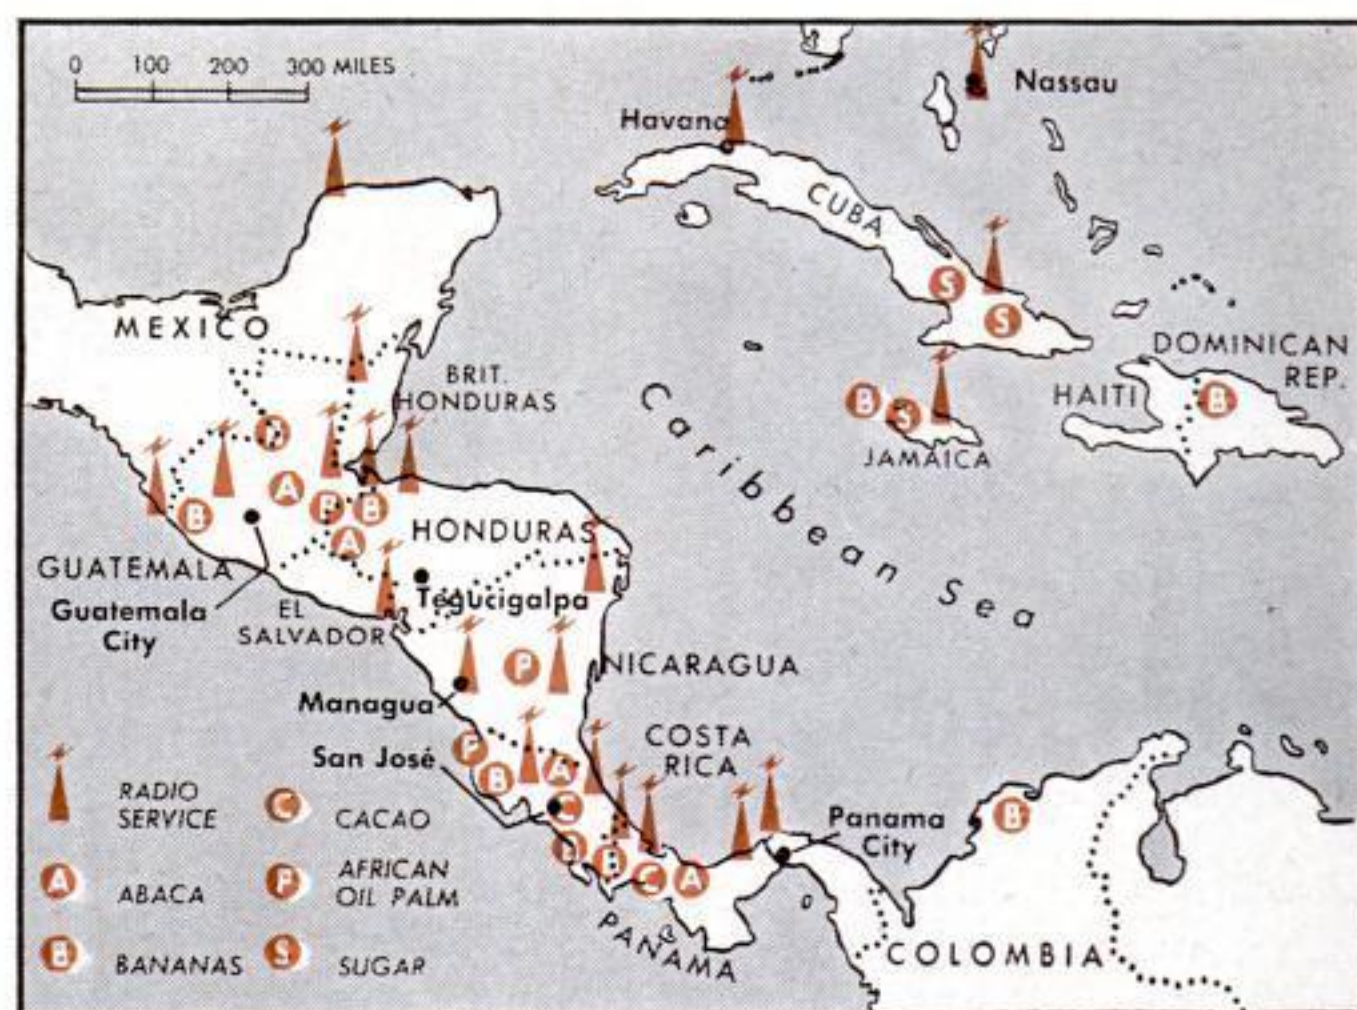 0 100 200 300 MILES
Nassau
Havana
CUBA
MEXICO
BRIT.
HONDURAS
DOMINICAN
REP.
HAITI
B
S
S
B
S
JAMAICA
Caribbean Sea
A
B
B
A
HONDURAS
GUATEMALA
Guatemala
City
EL
SALVADOR
Tegucigalpa
P
NICARAGUA
Managua
San José
COSTA
RICA
P
B
A
C
C
A
Panama
City
B
PANAMA
COLOMBIA
RADIO
SERVICE
C CACAO
A ABACA
P AFRICAN
OIL PALM
B BANANAS
S SUGAR